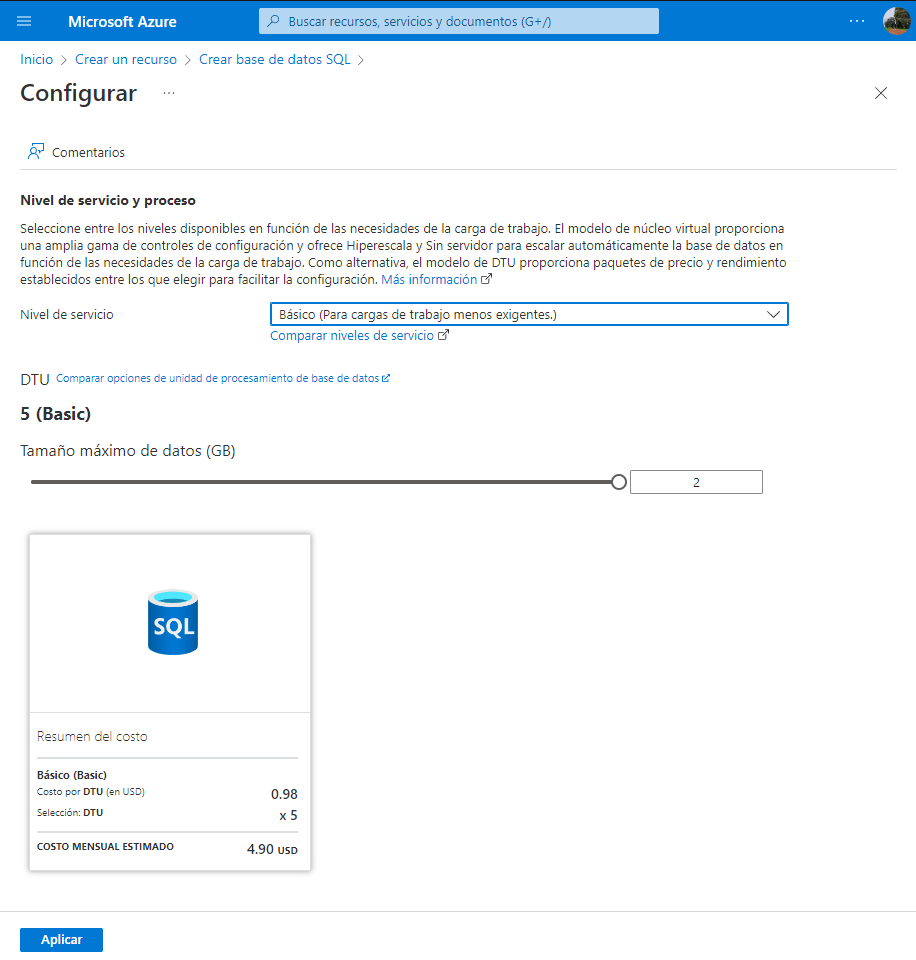 Microsoft Azure
Buscar recursos, servicios y documentos (G+/)
Inicio > Crear un recurso > Crear base de datos SQL >
Configurar ...
Comentarios
Nivel de servicio y proceso
Seleccione entre los niveles disponibles en función de las necesidades de la carga de trabajo. El modelo de núcleo virtual proporciona
una amplia gama de controles de configuración y ofrece Hiperescala y Sin servidor para escalar automáticamente la base de datos en
función de las necesidades de la carga de trabajo. Como alternativa, el modelo de DTU proporciona paquetes de precio y rendimiento
establecidos entre los que elegir para facilitar la configuración. Más información
Nivel de servicio
Básico (Para cargas de trabajo menos exigentes.)
Comparar niveles de servicio
DTU Comparar opciones de unidad de procesamiento de base de datos
5 (Basic)
Tamaño máximo de datos (GB)
2
SQL
Resumen del costo
Básico (Basic)
Costo por DTU (en USD) 0.98
Selección: DTU x 5
COSTO MENSUAL ESTIMADO 4.90 USD
Aplicar